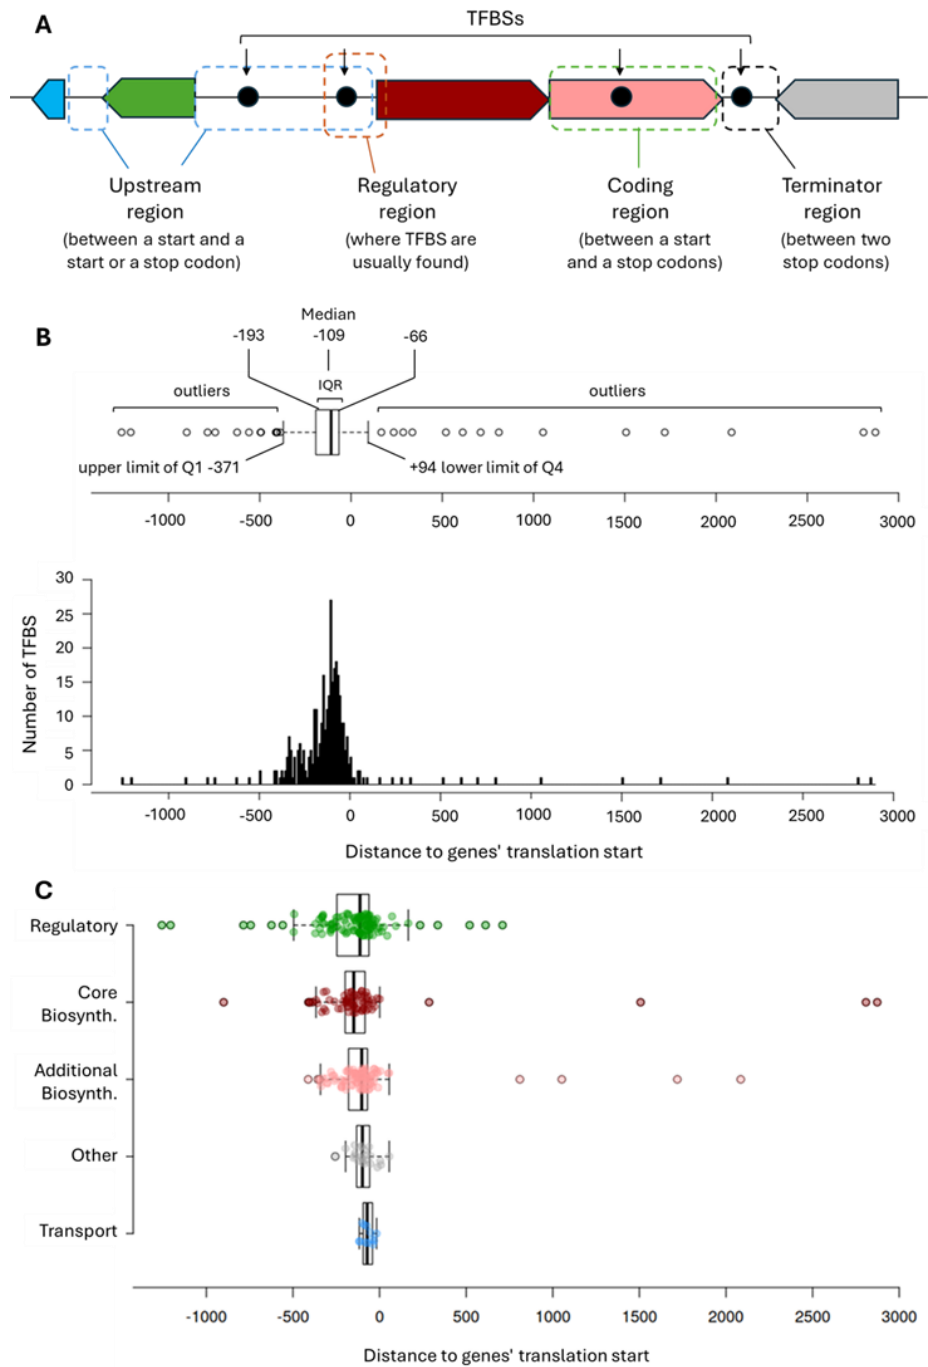 A
TFBSs
Upstream
region
(between a start and a
start or a stop codon)
Regulatory
region
(where TFBS are
usually found)
Coding
region
(between a start
and a stop codons)
Terminator
region
(between two
stop codons)
B
Median
-193
-109
-66
outliers
IQR
outliers
upper limit of Q1 -371
+94 lower limit of Q4
-1000 -500 0 500 1000 1500 2000 2500 3000
Number of TFBS
30
25
20
15
10
5
0
-1000 -500 0 500 1000 1500 2000 2500 3000
Distance to genes' translation start
C
Regulatory
Core
Biosynth.
Additional
Biosynth.
Other
Transport
-1000 -500 0 500 1000 1500 2000 2500 3000
Distance to genes' translation start